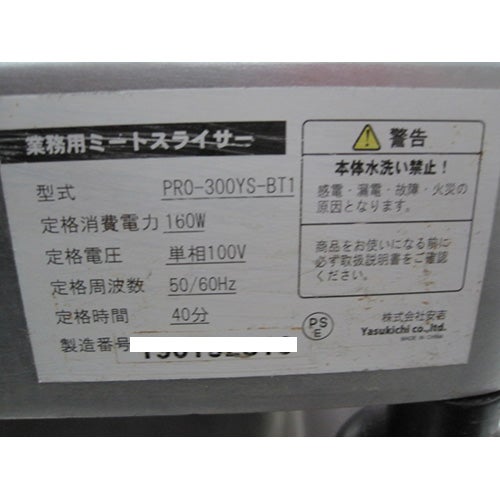 業務用ミートスライサー
型式 PRO-300YS-BT1
定格消費電力 160W
定格電圧 単相100V
定格周波数 50/60Hz
定格時間 40分
製造番号
警告
本体水洗い禁止!
感電・漏電・故障・火災の
原因となります。
商品をお使いになる前に
必ず取扱説明書をご確認
ください。
PS
E
株式会社安吉
Yasukichi co.,ltd.
MADE IN CHINA